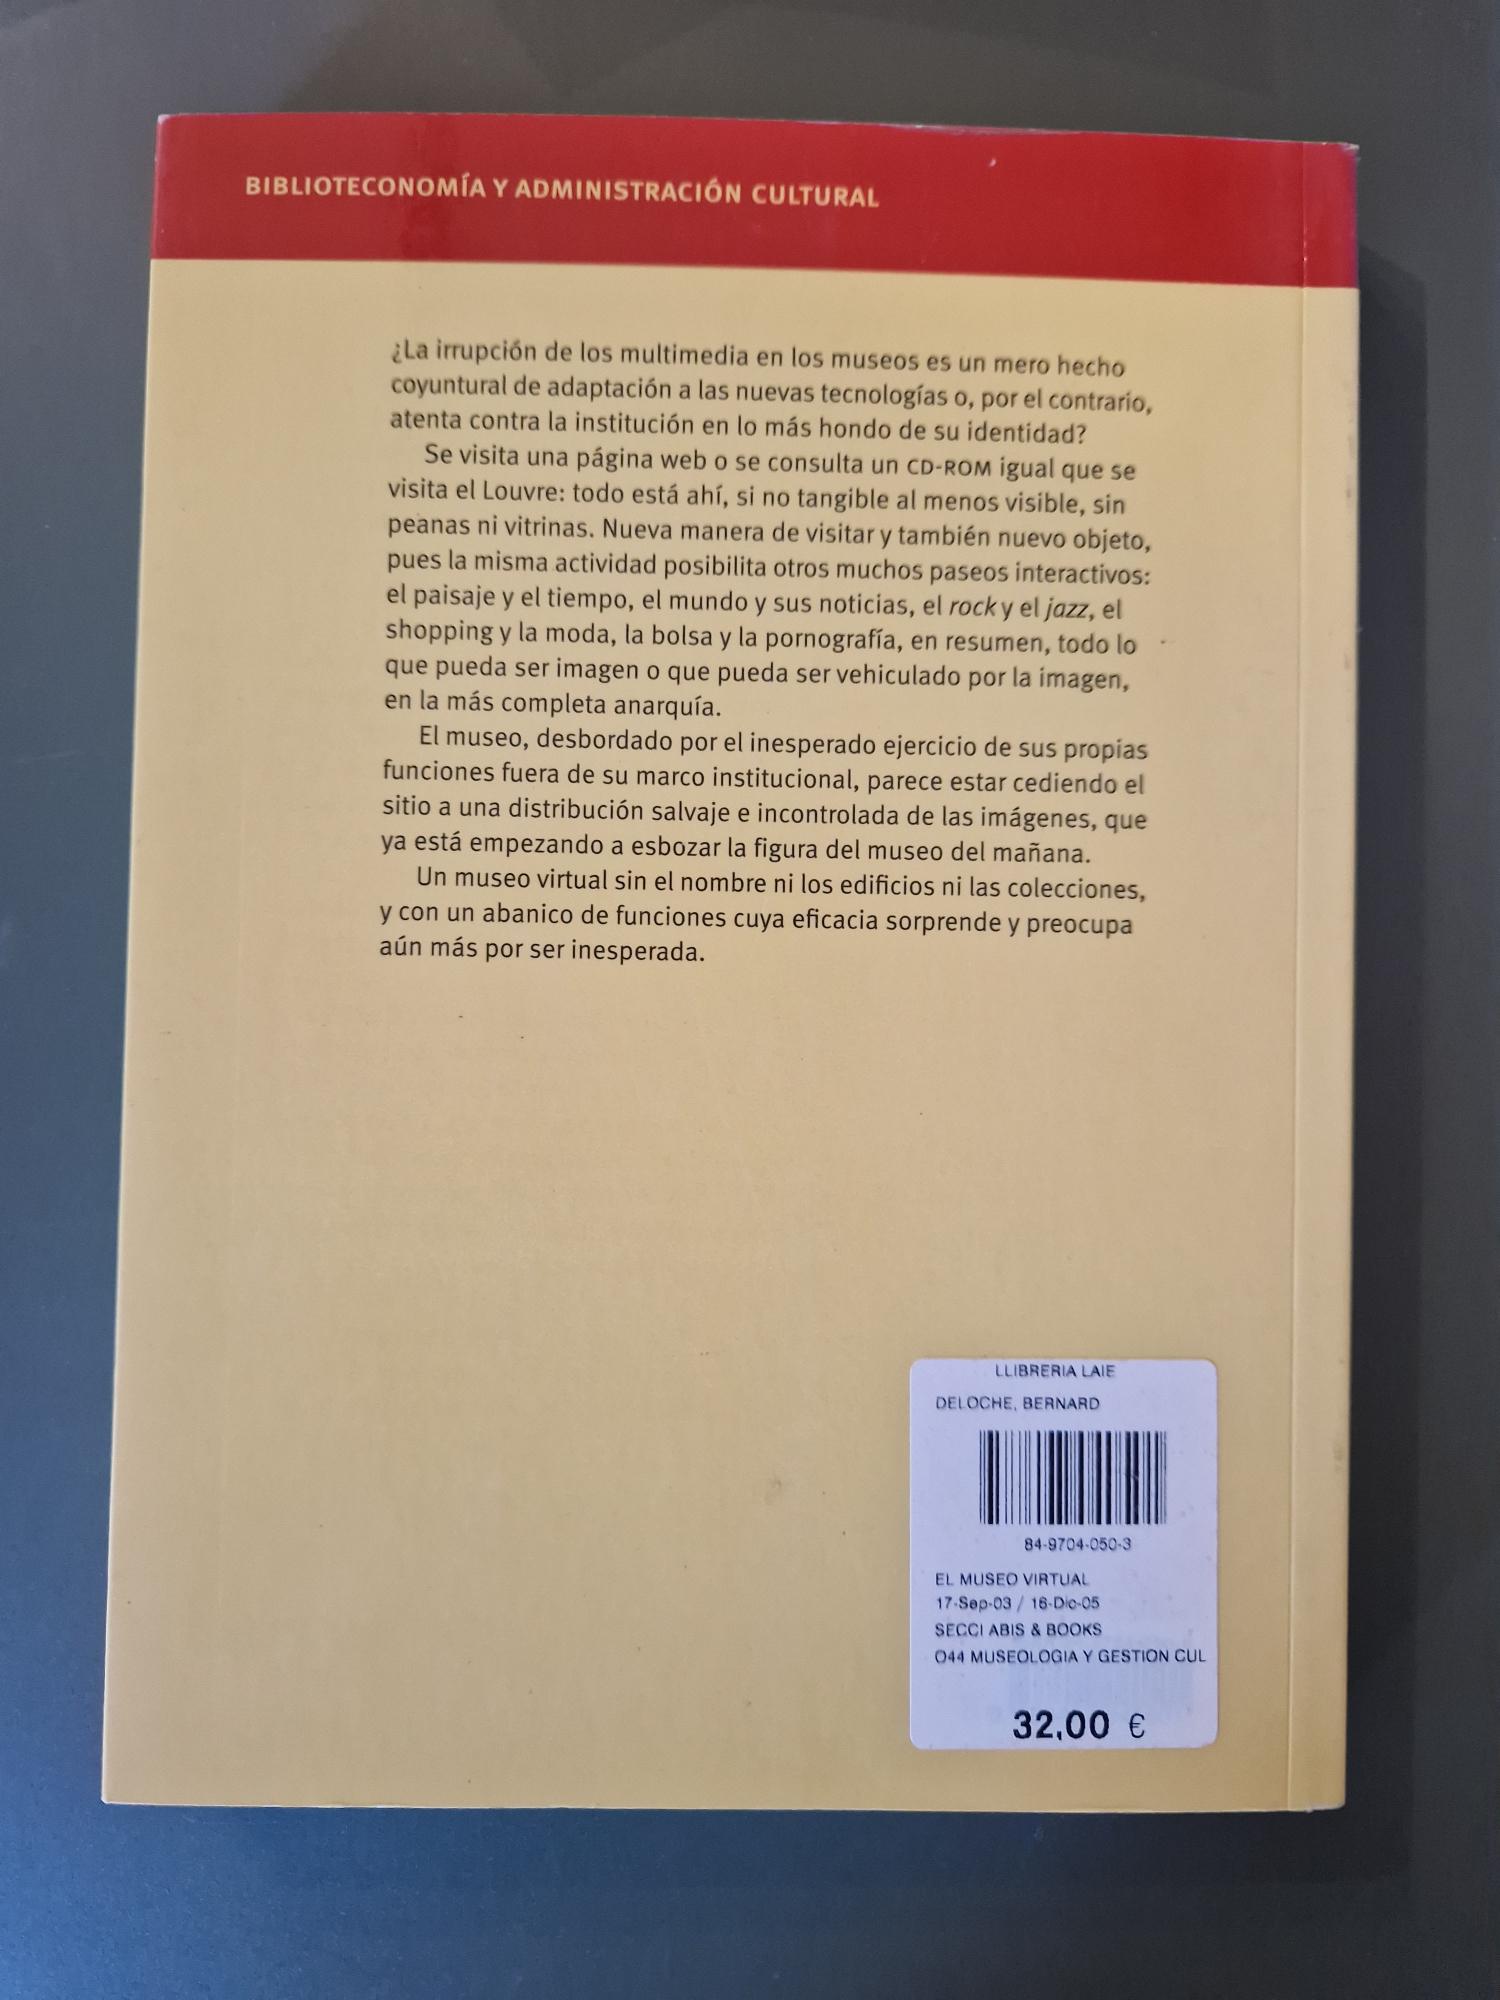 BIBLIOTECONOMÍA Y ADMINISTRACIÓN CULTURAL
¿La irrupción de los multimedia en los museos es un mero hecho
coyuntural de adaptación a las nuevas tecnologías o, por el contrario,
atenta contra la institución en lo más hondo de su identidad?
Se visita una página web o se consulta un CD-ROM igual que se
visita el Louvre: todo está ahí, si no tangible al menos visible, sin
peanas ni vitrinas. Nueva manera de visitar y también nuevo objeto,
pues la misma actividad posibilita otros muchos paseos interactivos:
el paisaje y el tiempo, el mundo y sus noticias, el rock y el jazz, el
shopping y la moda, la bolsa y la pornografía, en resumen, todo lo
que pueda ser imagen o que pueda ser vehiculado por la imagen,
en la más completa anarquía.
El museo, desbordado por el inesperado ejercicio de sus propias
funciones fuera de su marco institucional, parece estar cediendo el
sitio a una distribución salvaje e incontrolada de las imágenes, que
ya está empezando a esbozar la figura del museo del mañana.
Un museo virtual sin el nombre ni los edificios ni las colecciones,
y con un abanico de funciones cuya eficacia sorprende y preocupa
aún más por ser inesperada.
LLIBRERIA LAIE
DELOCHE, BERNARD
84-9704-050-3
EL MUSEO VIRTUAL
17-Sep-03 / 16-Dic-05
SECCI ABIS & BOOKS
O44 MUSEOLOGIA Y GESTION CUL
32,00 €